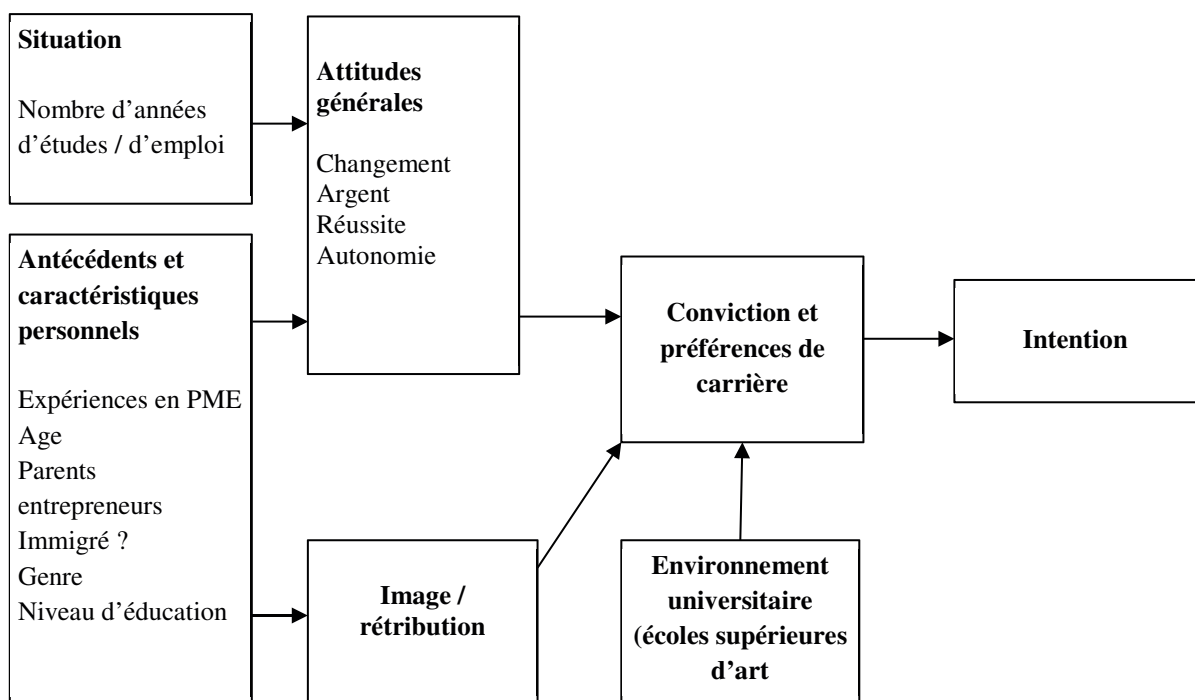 Situation
Nombre d'années
d'études / d'emploi
Attitudes
générales
Changement
Argent
Réussite
Autonomie
Antécédents et
caractéristiques
personnels
Expériences en PME
Age
Parents
entrepreneurs
Immigré ?
Genre
Niveau d'éducation
Image /
rétribution
Conviction et
préférences de
carrière
Environnement
universitaire
(écoles supérieures
d'art
Intention